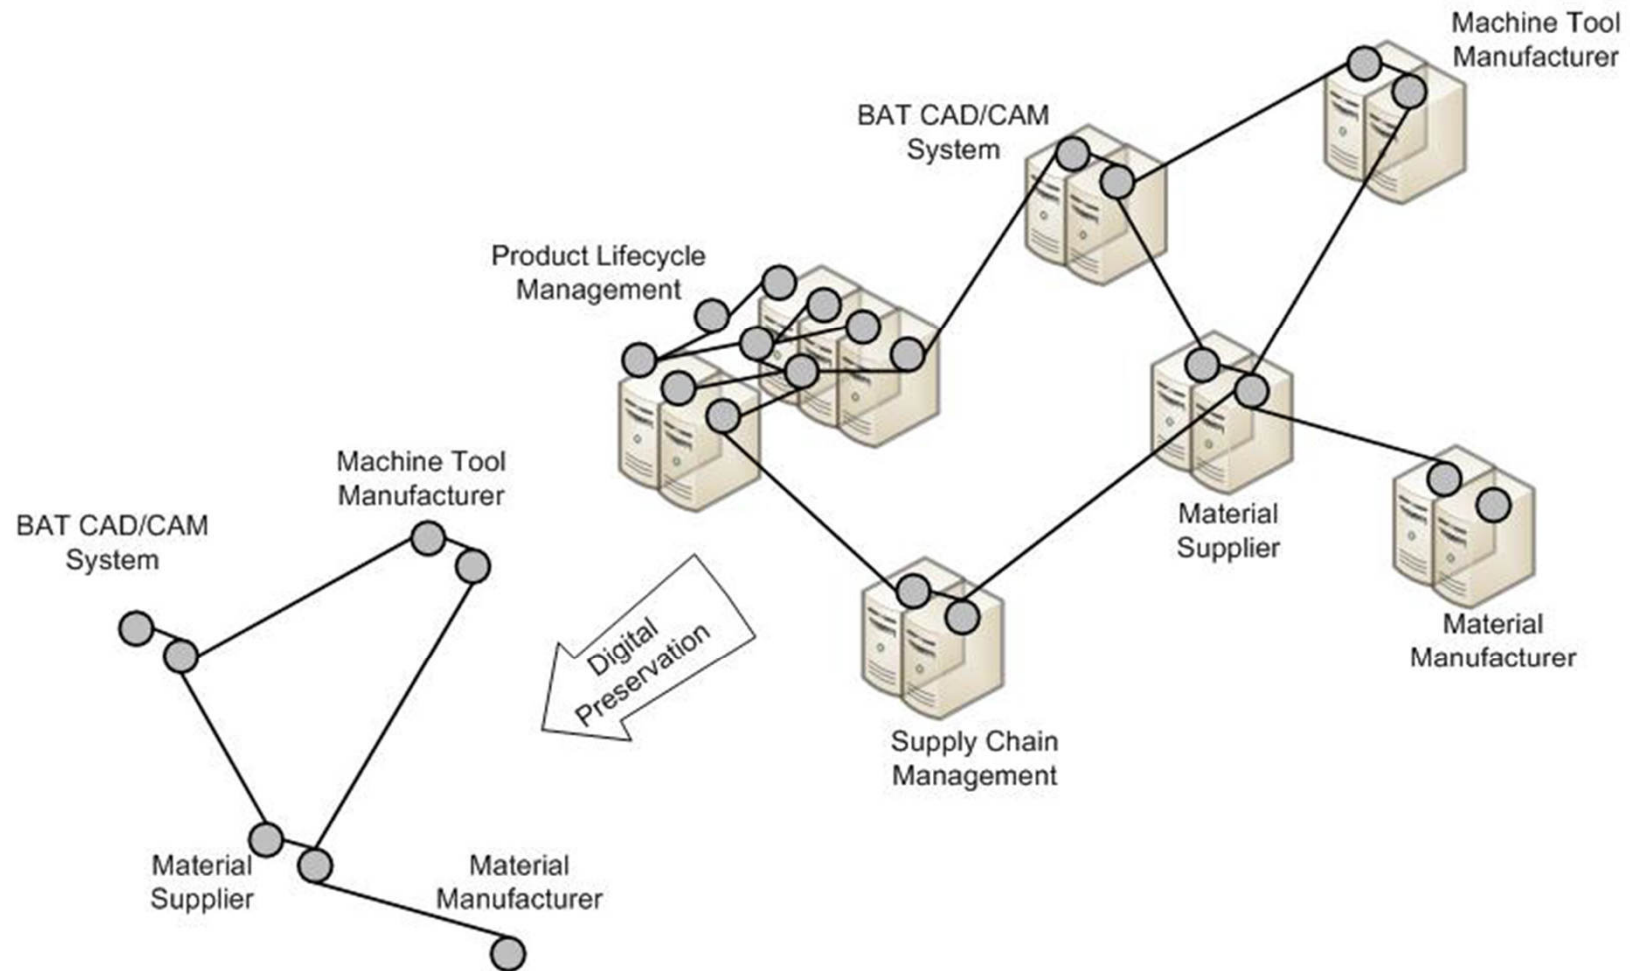 Machine Tool
Manufacturer
BAT CAD/CAM
System
Product Lifecycle
Management
Machine Tool
Manufacturer
BAT CAD/CAM
System
Material
Supplier
Digital
Preservation
Material
Manufacturer
Supply Chain
Management
Material
Supplier
Material
Manufacturer